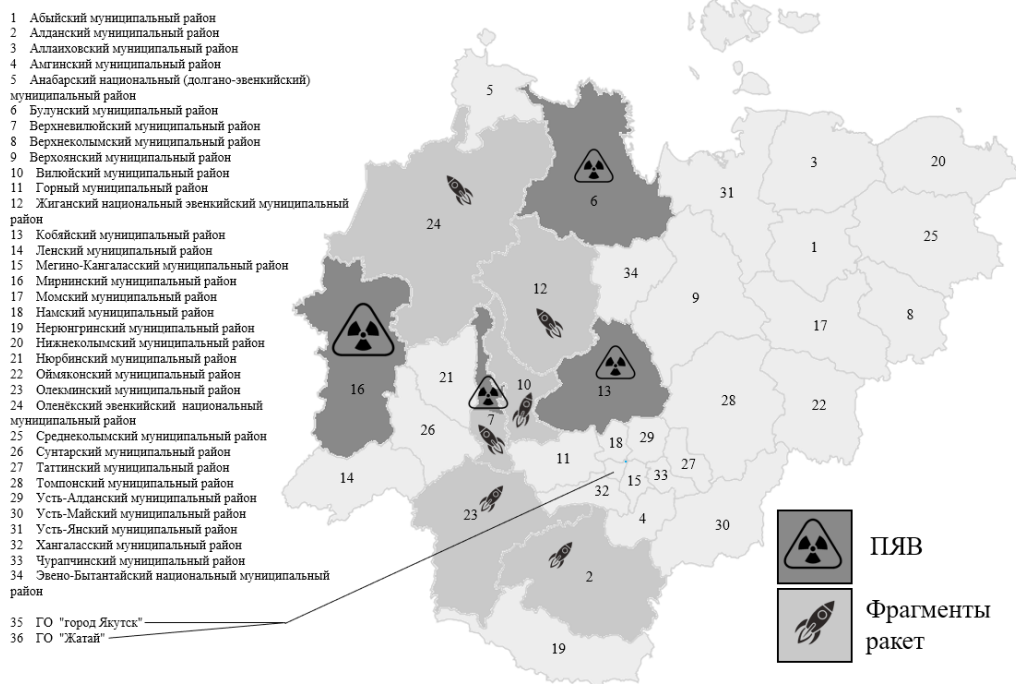 1 Абыйский муниципальный район
2 Алданский муниципальный район
3 Аллаиховский муниципальный район
4 Амгинский муниципальный район
5 Анабарский национальный (долгано-эвенкийский)
муниципальный район
6 Булунский муниципальный район
7 Верхневилюйский муниципальный район
8 Верхнеколымский муниципальный район
9 Верхоянский муниципальный район
10 Вилюйский муниципальный район
11 Горный муниципальный район
12 Жиганский национальный эвенкийский муниципальный
район
13 Кобяйский муниципальный район
14 Ленский муниципальный район
15 Мегино-Кангаласский муниципальный район
16 Мирнинский муниципальный район
17 Момский муниципальный район
18 Намский муниципальный район
19 Нерюнгринский муниципальный район
20 Нижнеколымский муниципальный район
21 Нюрбинский муниципальный район
22 Оймяконский муниципальный район
23 Олекминский муниципальный район
24 Оленёкский эвенкийский национальный
муниципальный район
25 Среднеколымский муниципальный район
26 Сунтарский муниципальный район
27 Таттинский муниципальный район
28 Томпонский муниципальный район
29 Усть-Алданский муниципальный район
30 Усть-Майский муниципальный район
31 Усть-Янский муниципальный район
32 Хангаласский муниципальный район
33 Чурапчинский муниципальный район
34 Эвено-Бытантайский национальный муниципальный
район
35 ГО "город Якутск"
36 ГО "Жатай"
5
3
20
31
6
24
25
1
34
12
9
8
17
21
10
16
13
28
22
7
26
18
29
11
27
33
14
15
32
23
4
30
2
19
ПЯВ
Фрагменты
ракет